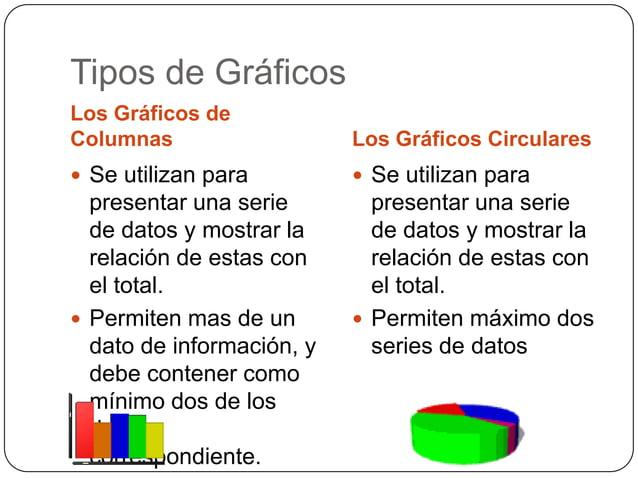 Tipos de Gráficos
Los Gráficos de
Columnas
Se utilizan para
presentar una serie
de datos y mostrar la
relación de estas con
el total.
Permiten mas de un
dato de información, y
debe contener como
mínimo dos de los
correspondiente.
Los Gráficos Circulares
Se utilizan para
presentar una serie
de datos y mostrar la
relación de estas con
el total.
Permiten máximo dos
series de datos